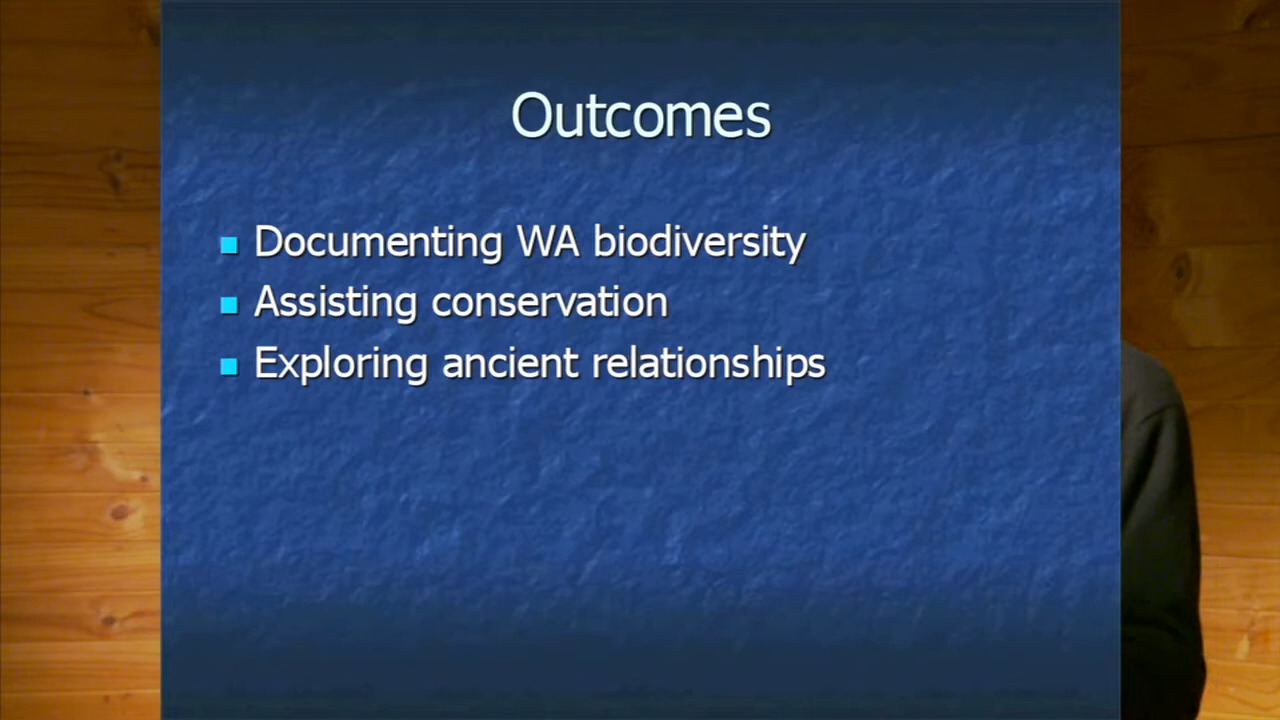 Outcomes
Documenting WA biodiversity
Assisting conservation
Exploring ancient relationships